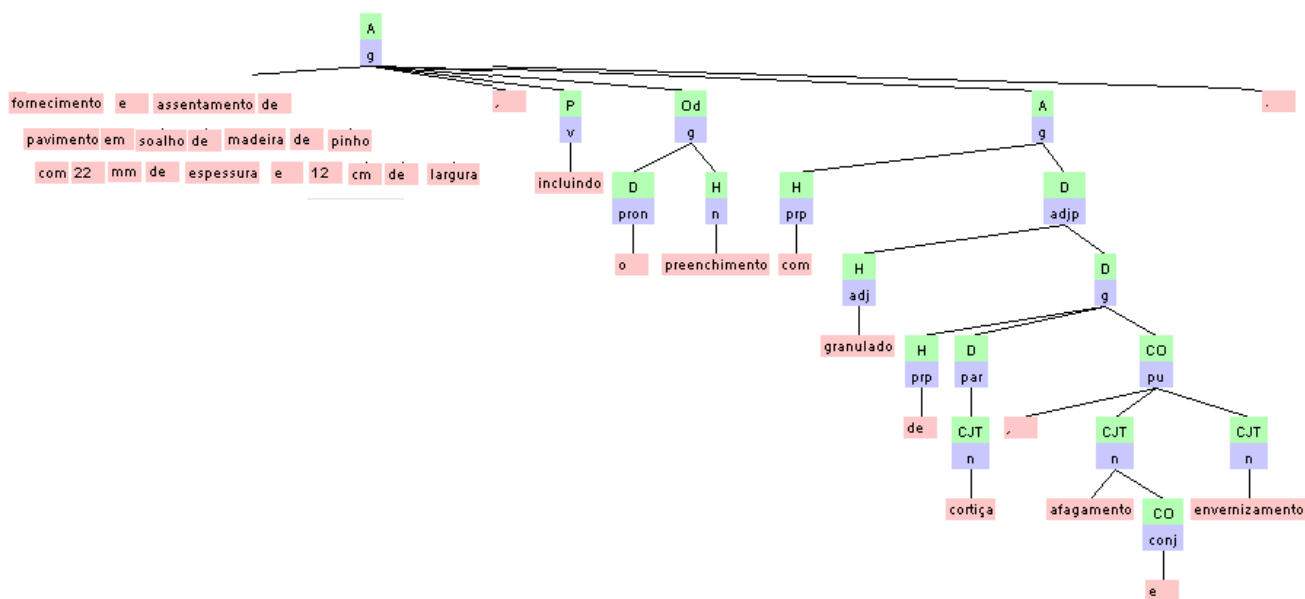 A
g
fornecimento e assentamento de , P Od A .
v g g
pavimento em soalho de madeira de pinho
com 22 mm de espessura e 12 cm de largura incluindo D H H D
pron n prp adjp
o preenchimento com H D
adj g
granulado H D CO
prp par pu
de , CJT CJT CJT
n n n
cortiça afagamento CO envernizamento
conj
e